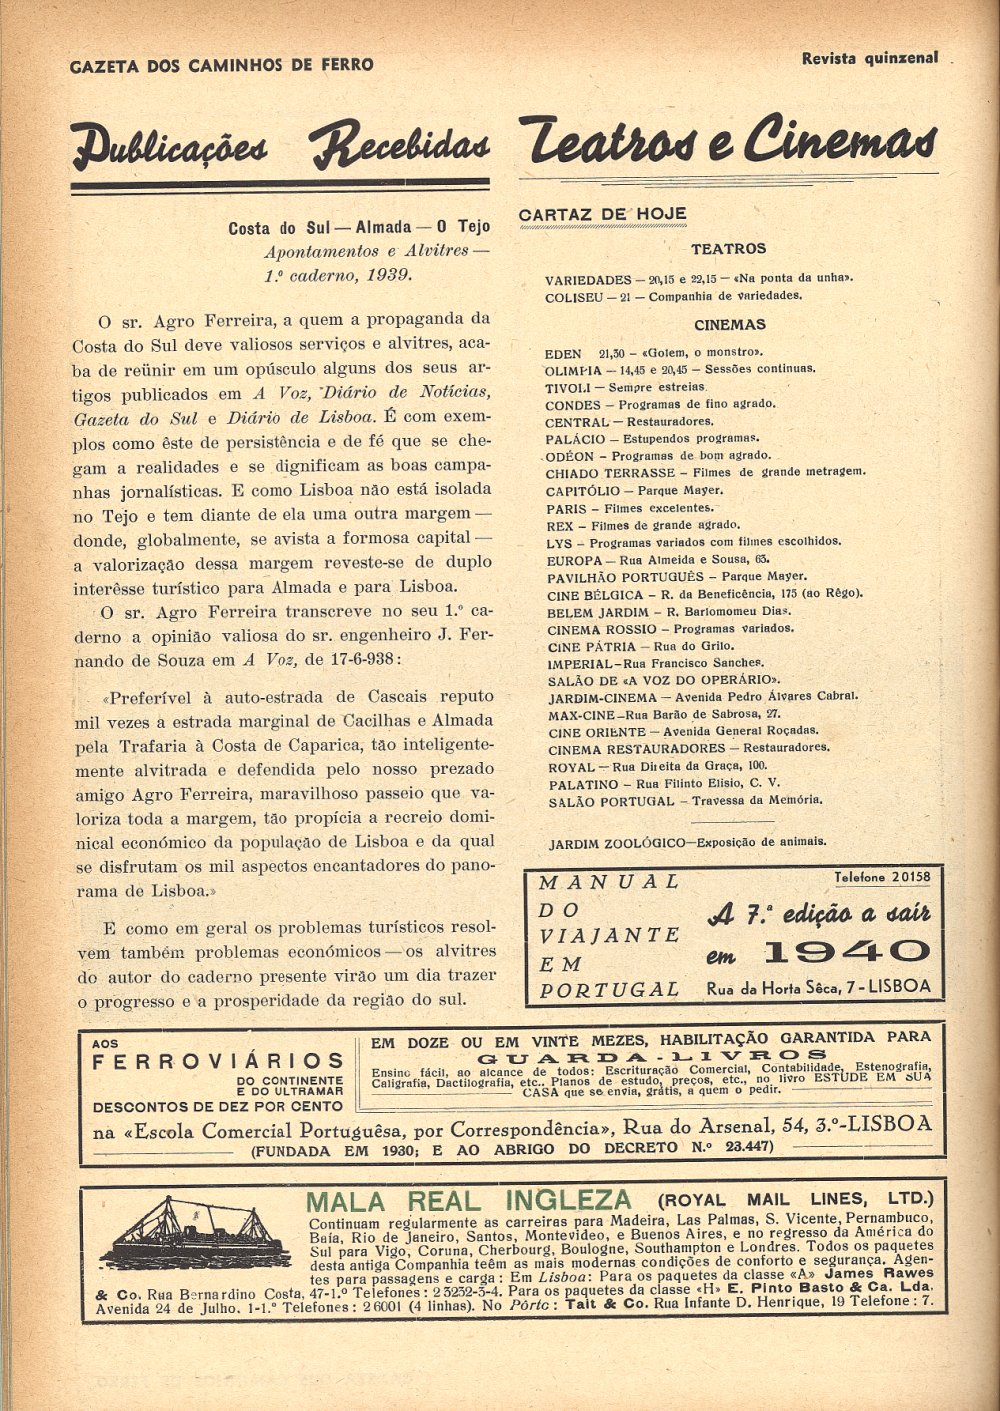 GAZETA DOS CAMINHOS DE FERRO
Revista quinzenal
Publicações Recebidas
Costa do Sul — Almada — O Tejo
Apontamentos e Alvitres —
1.º caderno, 1939.
O sr. Agro Ferreira, a quem a propaganda da
Costa do Sul deve valiosos serviços e alvitres, aca-
ba de reünir em um opúsculo alguns dos seus ar-
tigos publicados em A Voz, Diário de Notícias,
Gazeta do Sul e Diário de Lisboa. É com exem-
plos como êste de persistência e de fé que se che-
gam a realidades e se dignificam as boas campa-
nhas jornalísticas. E como Lisboa não está isolada
no Tejo e tem diante de ela uma outra margem —
donde, globalmente, se avista a formosa capital —
a valorização dessa margem reveste-se de duplo
interêsse turístico para Almada e para Lisboa.
O sr. Agro Ferreira transcreve no seu 1.º ca-
derno a opinião valiosa do sr. engenheiro J. Fer-
nando de Souza em A Voz, de 17-6-938:
«Preferível à auto-estrada de Cascais reputo
mil vezes a estrada marginal de Cacilhas e Almada
pela Trafaria à Costa de Caparica, tão inteligente-
mente alvitrada e defendida pelo nosso prezado
amigo Agro Ferreira, maravilhoso passeio que va-
loriza toda a margem, tão propícia a recreio domi-
nical económico da população de Lisboa e da qual
se disfrutam os mil aspectos encantadores do pano-
rama de Lisboa.»
E como em geral os problemas turísticos resol-
vem também problemas económicos — os alvitres
do autor do caderno presente virão um dia trazer
o progresso e a prosperidade da região do sul.
Teatros e Cinemas
CARTAZ DE HOJE
TEATROS
VARIEDADES — 20,15 e 22,15 — «Na ponta da unha».
COLISEU — 21 — Companhia de variedades.
CINEMAS
EDEN 21,30 — «Golem, o monstro».
OLIMPIA — 14,45 e 20,45 — Sessões continuas.
TIVOLI — Sempre estreias.
CONDES — Programas de fino agrado.
CENTRAL — Restauradores.
PALÁCIO — Estupendos programas.
ODÉON — Programas de bom agrado.
CHIADO TERRASSE — Filmes de grande metragem.
CAPITÓLIO — Parque Mayer.
PARIS — Filmes excelentes.
REX — Filmes de grande agrado.
LYS — Programas variados com filmes escolhidos.
EUROPA — Rua Almeida e Sousa, 63.
PAVILHÃO PORTUGUÊS — Parque Mayer.
CINE BÉLGICA — R. da Beneficência, 175 (ao Rêgo).
BELEM JARDIM — R. Bartomomeu Dias.
CINEMA ROSSIO — Programas variados.
CINE PÁTRIA — Rua do Grilo.
IMPERIAL—Rua Francisco Sanches.
SALÃO DE «A VOZ DO OPERÁRIO».
JARDIM-CINEMA — Avenida Pedro Álvares Cabral.
MAX-CINE—Rua Barão de Sabrosa, 27.
CINE ORIENTE — Avenida General Roçadas.
CINEMA RESTAURADORES — Restauradores.
ROYAL — Rua Direita da Graça, 100.
PALATINO — Rua Filinto Elisio, C. V.
SALÃO PORTUGAL — Travessa da Memória.
JARDIM ZOOLÓGICO—Exposição de animais.
MANUAL
DO
VIAJANTE
EM
PORTUGAL
Telefone 20158
A 7.ª edição a saír
em 1940
Rua da Horta Sêca, 7 - LISBOA
AOS
FERROVIÁRIOS
DO CONTINENTE
E DO ULTRAMAR
DESCONTOS DE DEZ POR CENTO
EM DOZE OU EM VINTE MEZES, HABILITAÇÃO GARANTIDA PARA
GUARDA-LIVROS
Ensino fácil, ao alcance de todos: Escrituração Comercial, Contabilidade, Estenografia,
Caligrafia, Dactilografia, etc.. Planos de estudo, preços, etc., no livro ESTUDE EM SUA
CASA que se envia, grátis, a quem o pedir.
na «Escola Comercial Portuguêsa, por Correspondência», Rua do Arsenal, 54, 3.º-LISBOA
(FUNDADA EM 1930; E AO ABRIGO DO DECRETO N.º 23.447)
MALA REAL INGLEZA (ROYAL MAIL LINES, LTD.)
Continuam regularmente as carreiras para Madeira, Las Palmas, S. Vicente, Pernambuco,
Baía, Rio de Janeiro, Santos, Montevideo, e Buenos Aires, e no regresso da América do
Sul para Vigo, Coruna, Cherbourg, Boulogne, Southampton e Londres. Todos os paquetes
desta antiga Companhia teêm as mais modernas condições de conforto e segurança. Agen-
tes para passagens e carga: Em Lisboa: Para os paquetes da classe «A» James Rawes
& Co. Rua Bernardino Costa, 47-1.º Telefones: 23232-3-4. Para os paquetes da classe «H» E. Pinto Basto & Ca. Lda.
Avenida 24 de Julho. 1-1.º Telefones: 26001 (4 linhas). No Pôrto: Tait & Co. Rua Infante D. Henrique, 19 Telefone: 7.